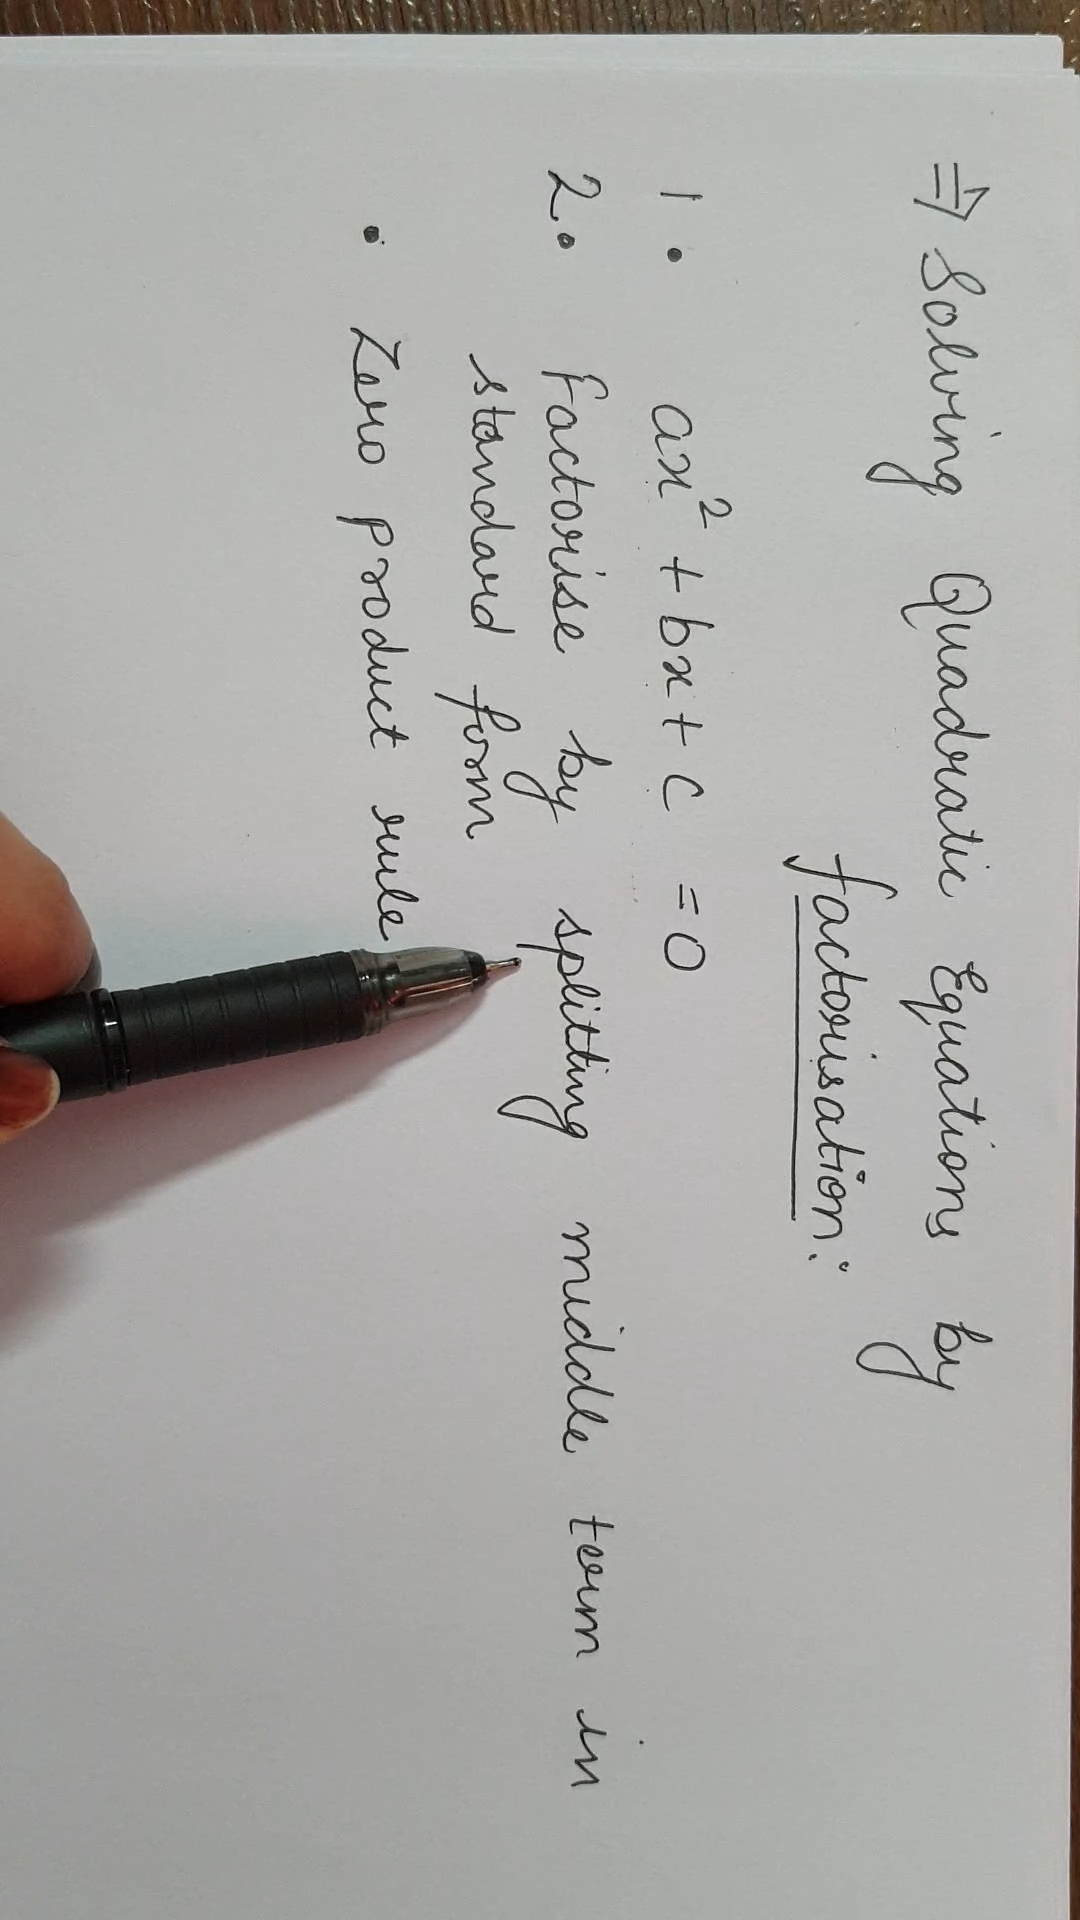 ⇒ Solving Quadratic Equations by
factorisation:
1. ax² + bx + c = 0
2. Factorise by splitting middle term in
standard form
• Zero product rule